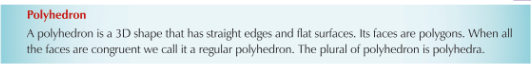 Polyhedron
A polyhedron is a 3D shape that has straight edges and flat surfaces. Its faces are polygons. When all
the faces are congruent we call it a regular polyhedron. The plural of polyhedron is polyhedra.